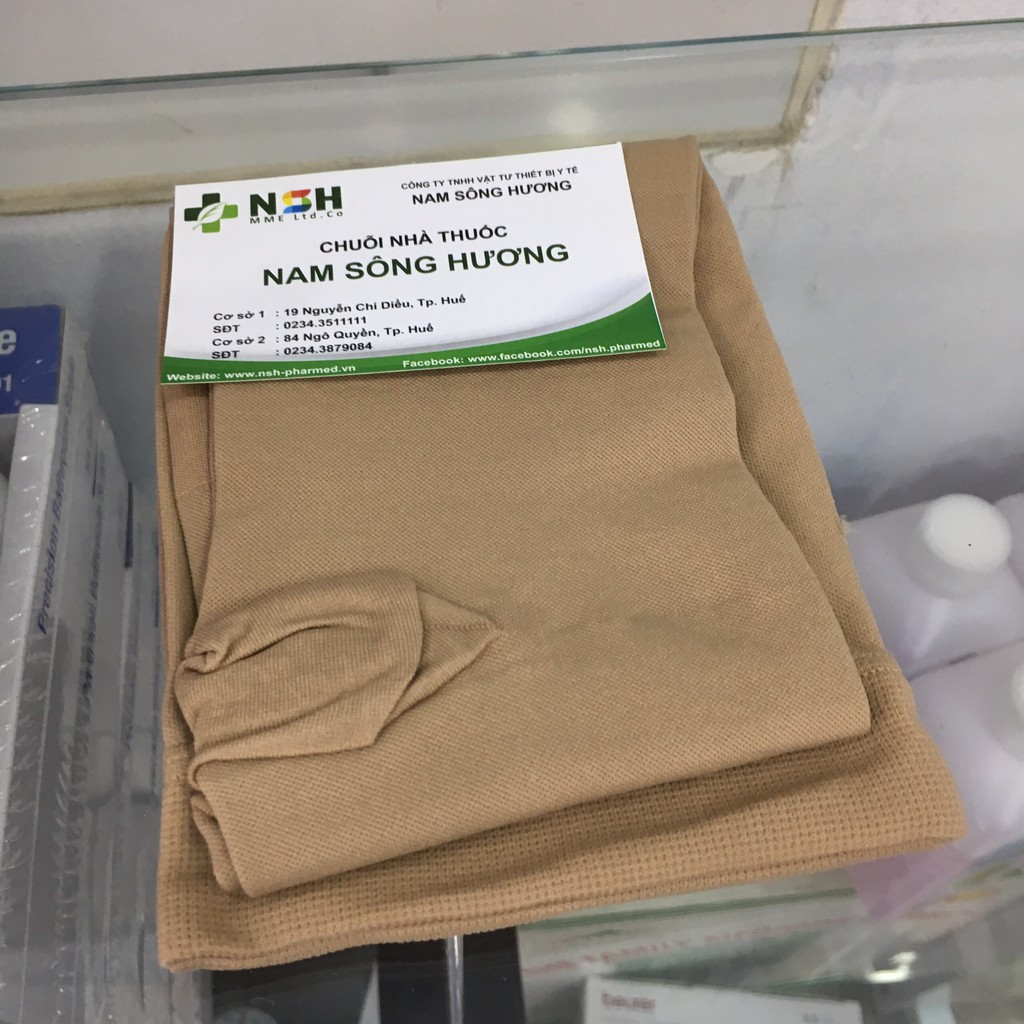 NSH
MME Ltd.Co
CÔNG TY TNHH VẬT TƯ THIẾT BỊ Y TẾ
NAM SÔNG HƯƠNG
CHUỖI NHÀ THUỐC
NAM SÔNG HƯƠNG
Cơ sở 1 : 19 Nguyễn Chí Diểu, Tp. Huế
SĐT : 0234.3511111
Cơ sở 2 : 84 Ngô Quyền, Tp. Huế
SĐT : 0234.3879084
Website: www.nsh-pharmed.vn
Facebook: www.facebook.com/nsh.pharmed
beurer